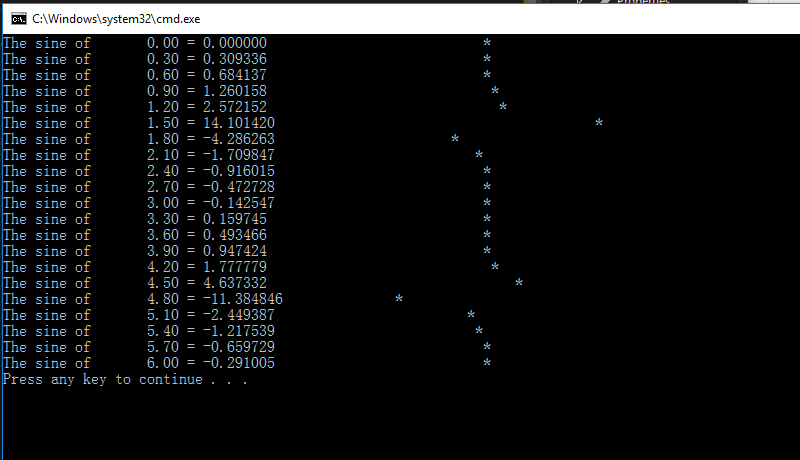 Properties
C:\Windows\system32\cmd.exe
The sine of       0.00 = 0.000000                           *
The sine of       0.30 = 0.309336                           *
The sine of       0.60 = 0.684137                           *
The sine of       0.90 = 1.260158                            *
The sine of       1.20 = 2.572152                             *
The sine of       1.50 = 14.101420                                        *
The sine of       1.80 = -4.286263                      *
The sine of       2.10 = -1.709847                         *
The sine of       2.40 = -0.916015                          *
The sine of       2.70 = -0.472728                          *
The sine of       3.00 = -0.142547                          *
The sine of       3.30 = 0.159745                           *
The sine of       3.60 = 0.493466                           *
The sine of       3.90 = 0.947424                           *
The sine of       4.20 = 1.777779                            *
The sine of       4.50 = 4.637332                               *
The sine of       4.80 = -11.384846              *
The sine of       5.10 = -2.449387                        *
The sine of       5.40 = -1.217539                         *
The sine of       5.70 = -0.659729                          *
The sine of       6.00 = -0.291005                          *
Press any key to continue . . .